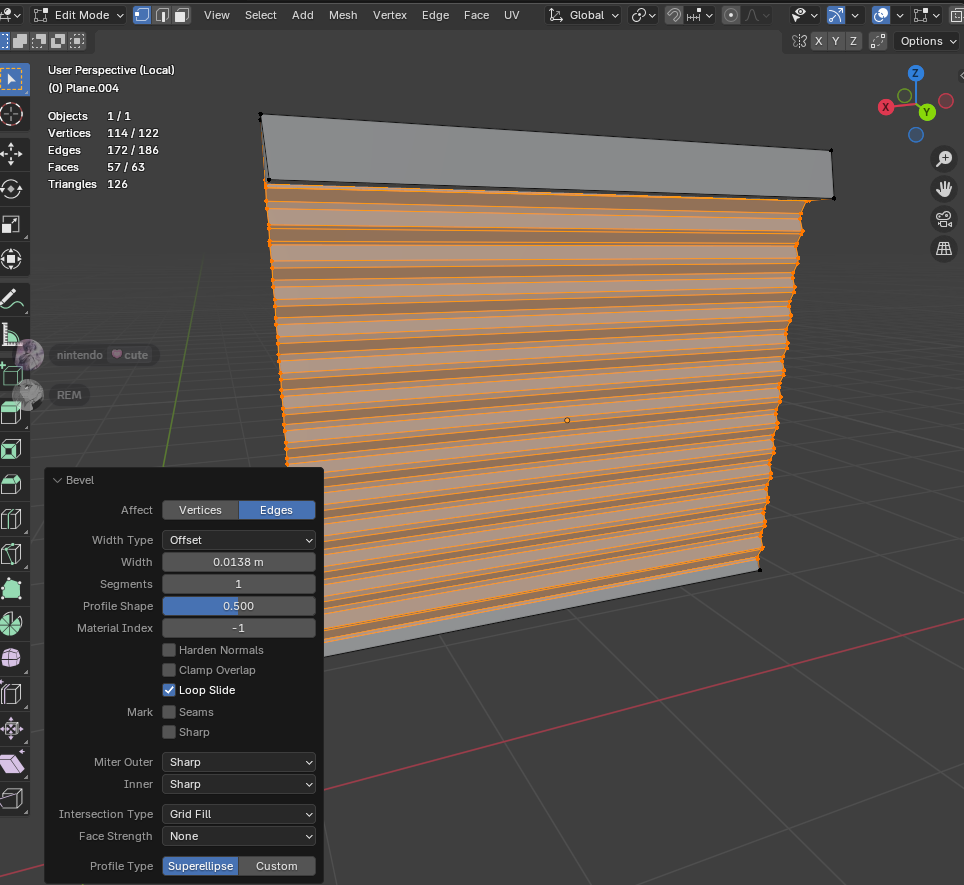 Edit Mode View Select Add Mesh Vertex Edge Face UV Global
X Y Z Options
User Perspective (Local)
(0) Plane.004
Objects 1 / 1
Vertices 114 / 122
Edges 172 / 186
Faces 57 / 63
Triangles 126
Z
X
Y
nintendo cute
REM
Bevel
Affect Vertices Edges
Width Type Offset
Width 0.0138 m
Segments 1
Profile Shape 0.500
Material Index -1
Harden Normals
Clamp Overlap
Loop Slide
Mark Seams
Sharp
Miter Outer Sharp
Inner Sharp
Intersection Type Grid Fill
Face Strength None
Profile Type Superellipse Custom